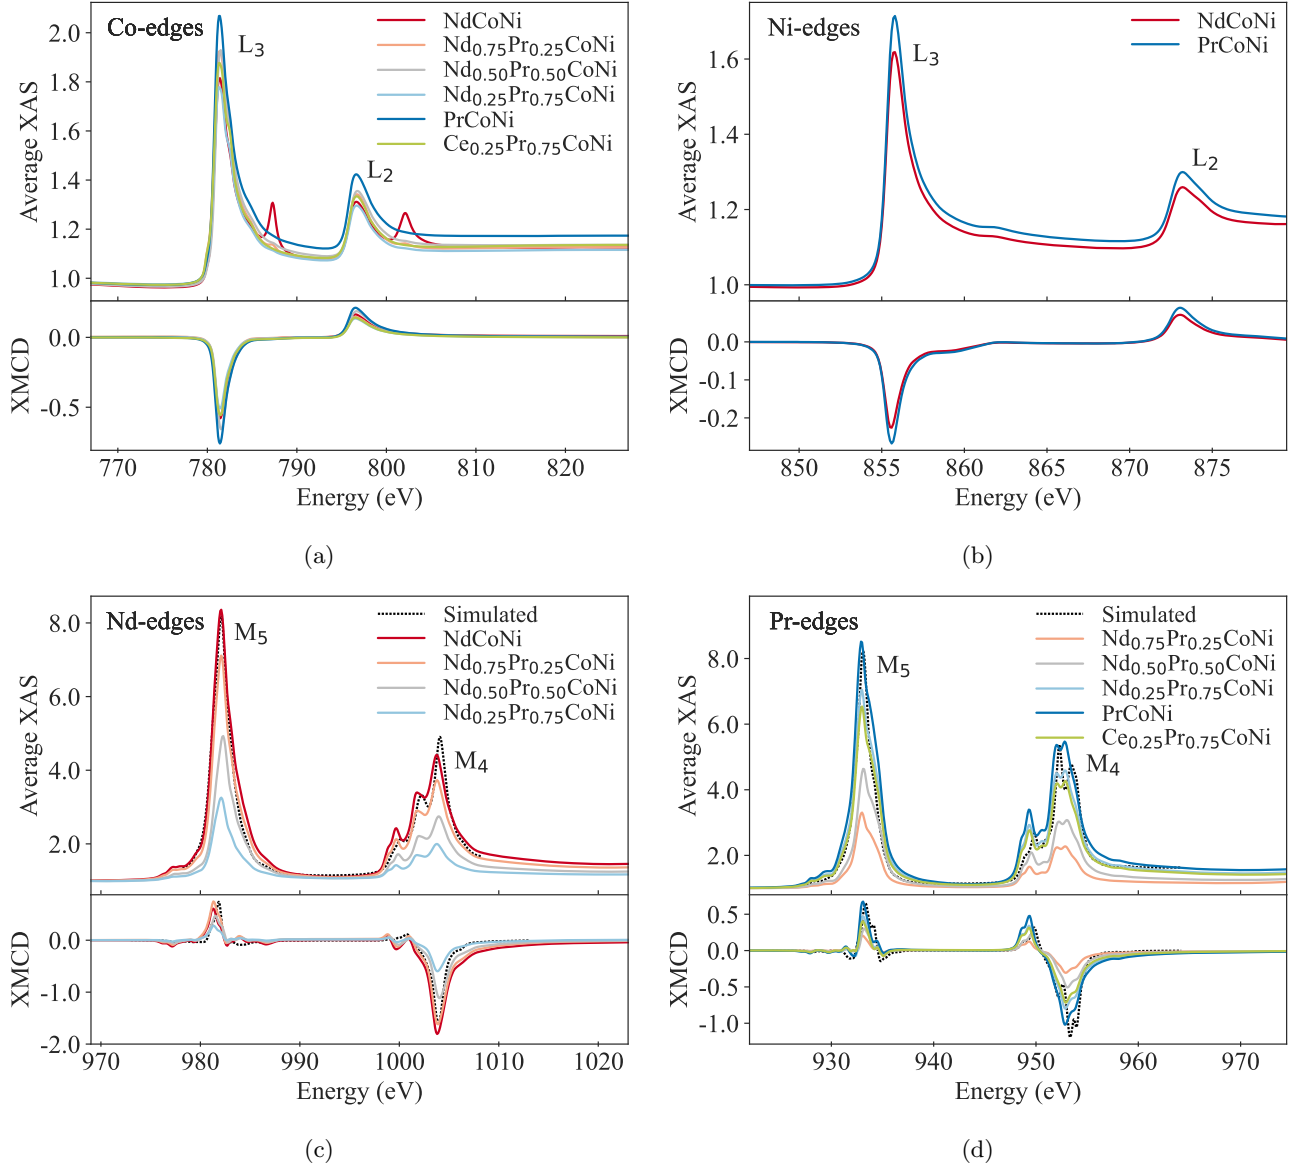 Co-edges
L3
L2
NdCoNi
Nd0.75Pr0.25CoNi
Nd0.50Pr0.50CoNi
Nd0.25Pr0.75CoNi
PrCoNi
Ce0.25Pr0.75CoNi
Average XAS
2.0
1.8
1.6
1.4
1.2
1.0
XMCD
0.0
-0.5
770 780 790 800 810 820
Energy (eV)
(a)
Ni-edges
L3
L2
NdCoNi
PrCoNi
Average XAS
1.6
1.4
1.2
1.0
XMCD
0.0
-0.1
-0.2
850 855 860 865 870 875
Energy (eV)
(b)
Nd-edges
M5
M4
Simulated
NdCoNi
Nd0.75Pr0.25CoNi
Nd0.50Pr0.50CoNi
Nd0.25Pr0.75CoNi
Average XAS
8.0
6.0
4.0
2.0
XMCD
0.0
-1.0
-2.0
970 980 990 1000 1010 1020
Energy (eV)
(c)
Pr-edges
M5
M4
Simulated
Nd0.75Pr0.25CoNi
Nd0.50Pr0.50CoNi
Nd0.25Pr0.75CoNi
PrCoNi
Ce0.25Pr0.75CoNi
Average XAS
8.0
6.0
4.0
2.0
XMCD
0.5
0.0
-0.5
-1.0
930 940 950 960 970
Energy (eV)
(d)